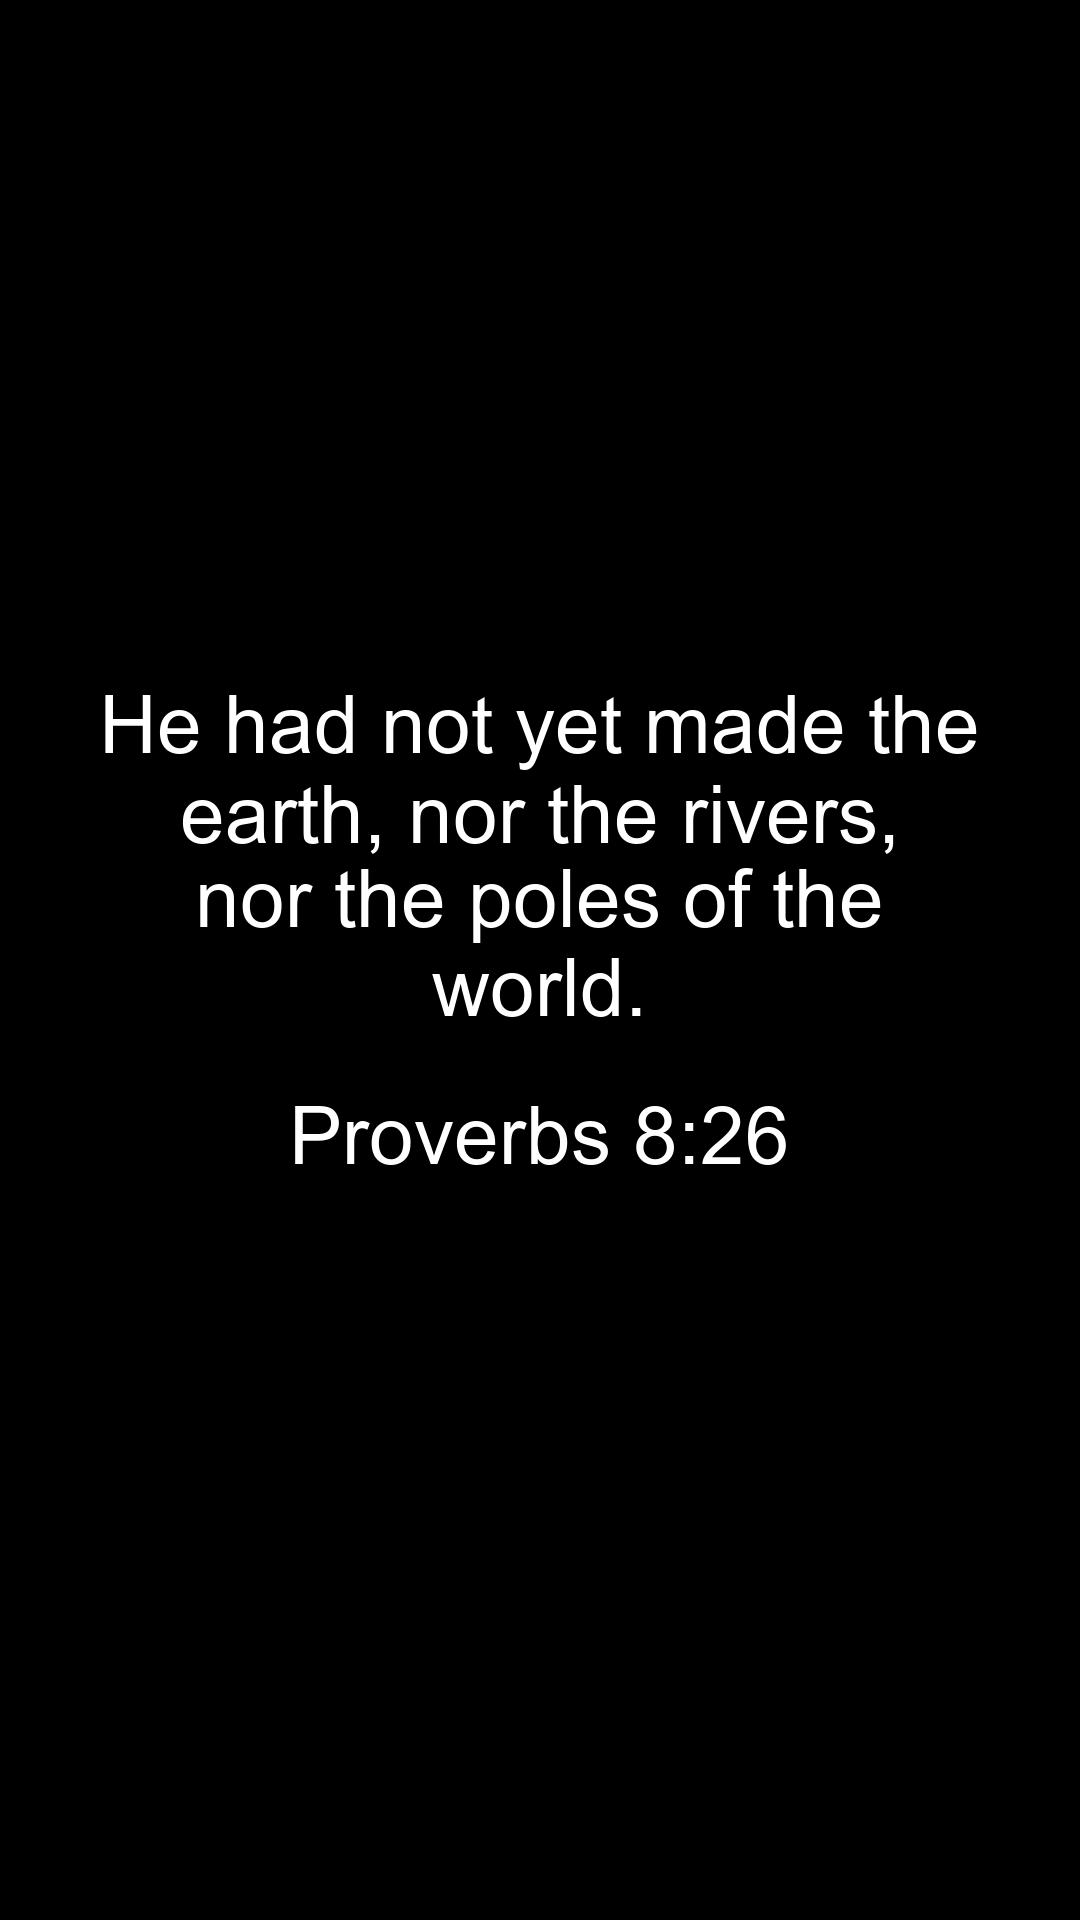 He had not yet made the
earth, nor the rivers,
nor the poles of the
world.
Proverbs 8:26